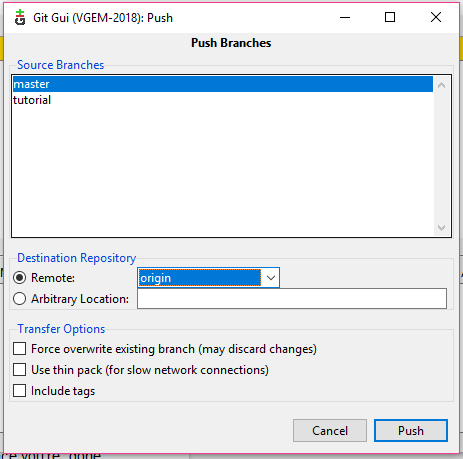 Git Gui (VGEM-2018): Push
Push Branches
Source Branches
master
tutorial
Destination Repository
Remote: origin
Arbitrary Location:
Transfer Options
Force overwrite existing branch (may discard changes)
Use thin pack (for slow network connections)
Include tags
Cancel Push
ce you're done